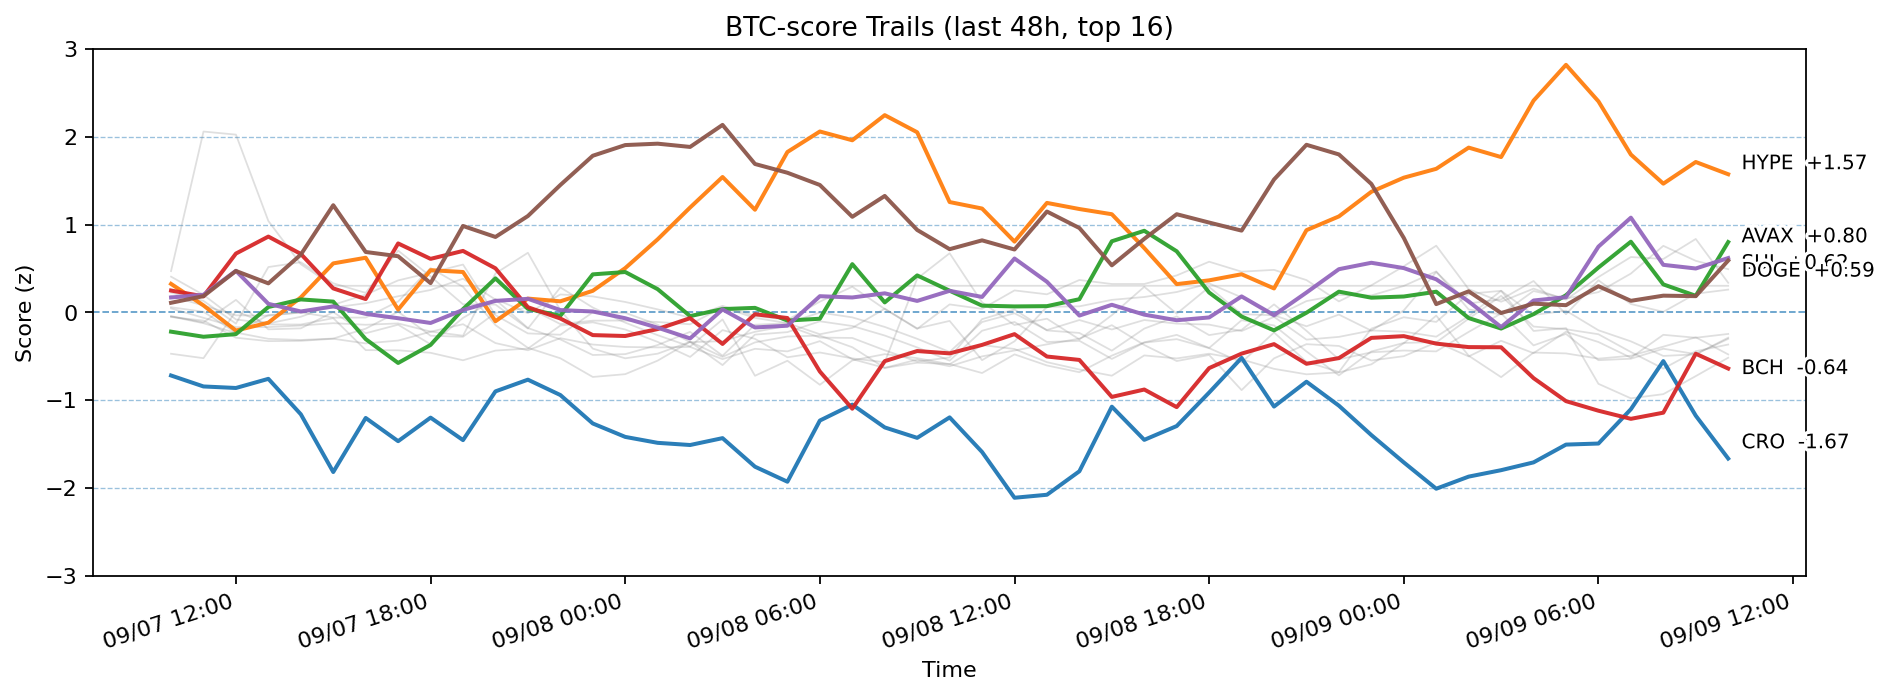 BTC-score Trails (last 48h, top 16)
Score (z)
3
2
1
0
−1
−2
−3
HYPE +1.57
AVAX +0.80
DOGE +0.59
BCH -0.64
CRO -1.67
09/07 12:00
09/07 18:00
09/08 00:00
09/08 06:00
09/08 12:00
09/08 18:00
09/09 00:00
09/09 06:00
09/09 12:00
Time